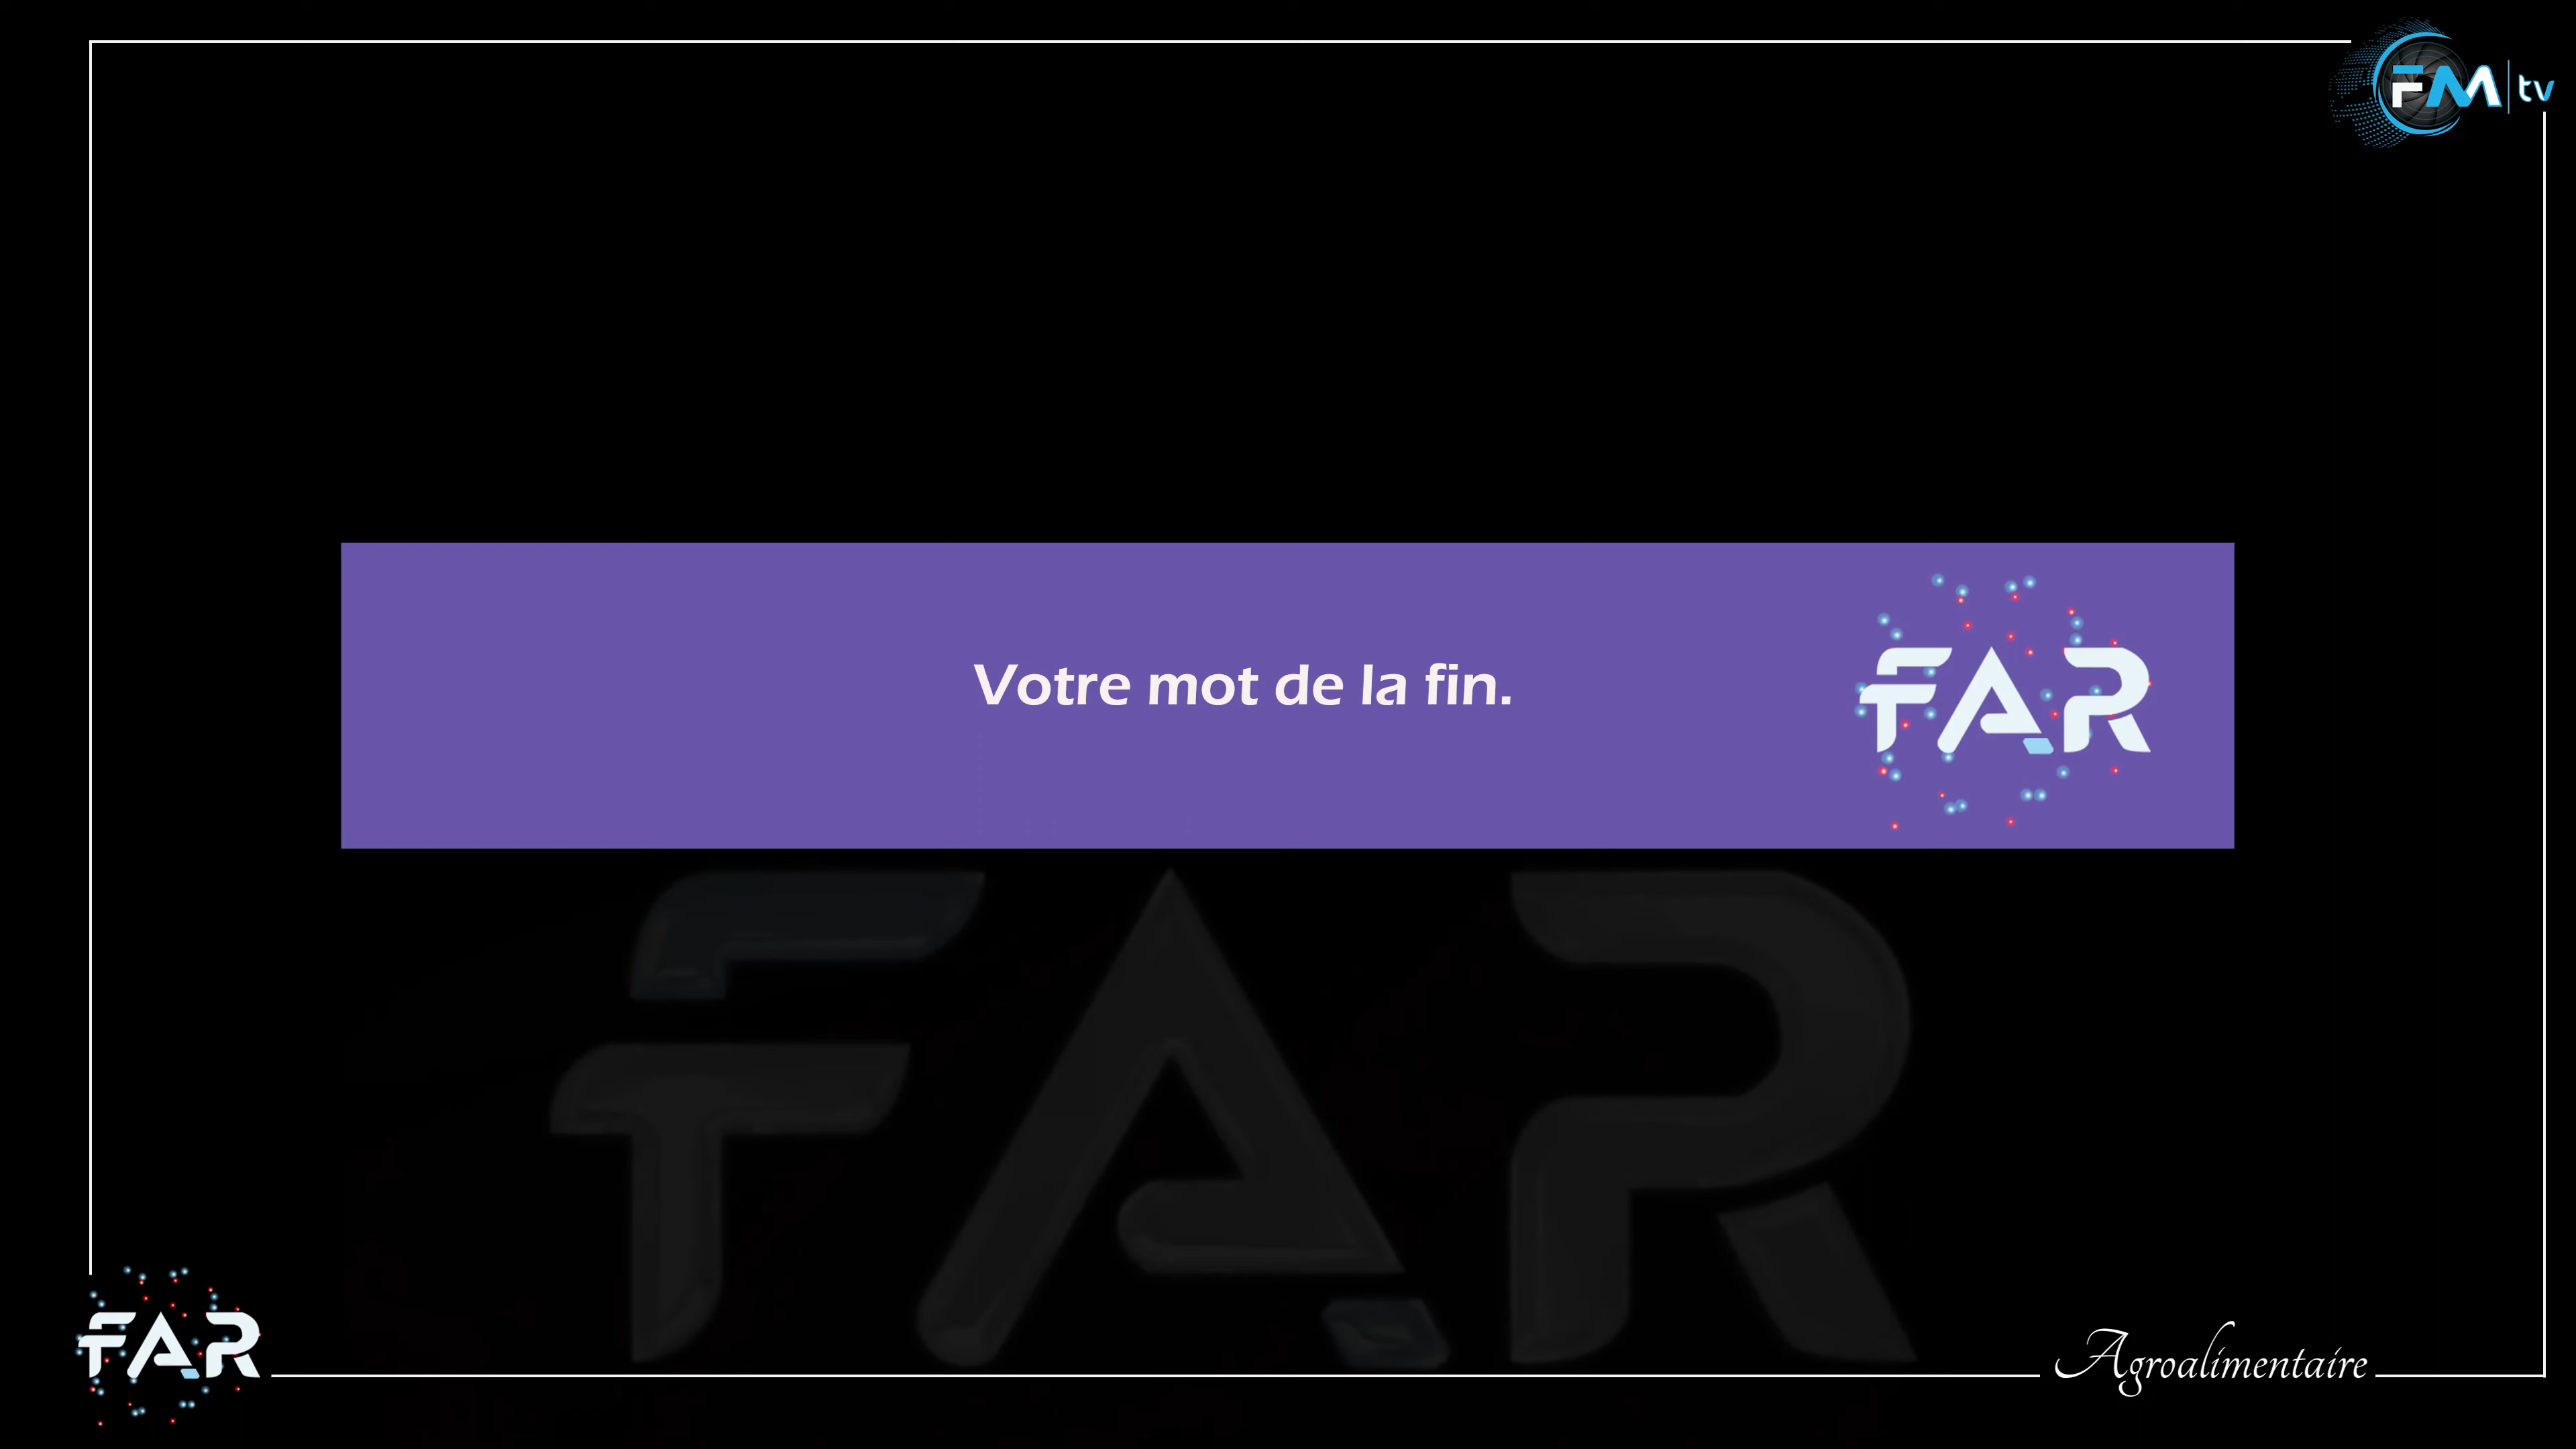 FM tv
Votre mot de la fin.
FAR
FAR
FAR
Agroalimentaire